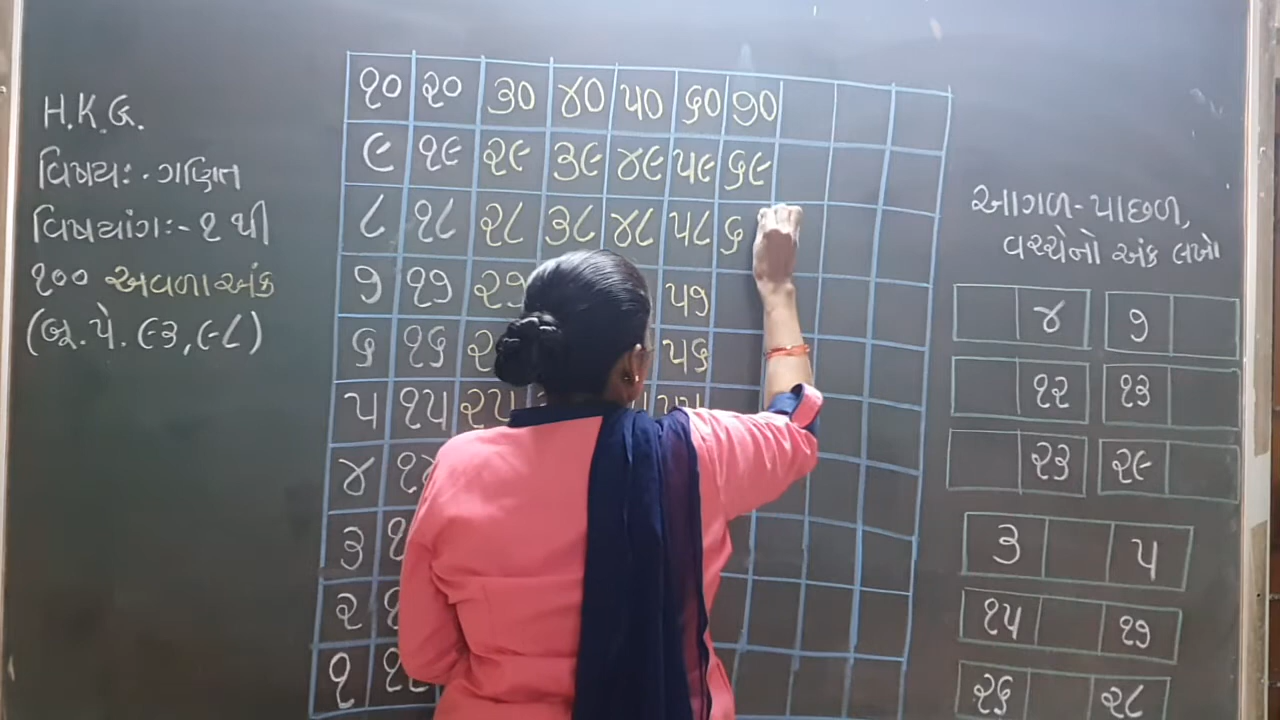 H.K.G.
વિષયઃ- ગણિત
વિષયાંગઃ- ૧ થી
૧૦૦ અવળા અંક
(બૂ. પે. ૯૩,૯૮)
૧૦ ૨૦ ૩૦ ૪૦ ૫૦ ૬૦ ૭૦
૯ ૧૯ ૨૯ ૩૯ ૪૯ ૫૯ ૬૯
૮ ૧૮ ૨૮ ૩૮ ૪૮ ૫૮ ૬
૭ ૧૭ ૨૭ ૫૭
૬ ૧૬ ૫૬
૫ ૧૫ ૨૫
૪
૩
૨
૧
આગળ-પાછળ,
વચ્ચેનો અંક લખો
૪ ૭
૧૨ ૧૩
૨૩ ૨૯
૩ ૫
૧૫ ૧૭
૨૬ ૨૮